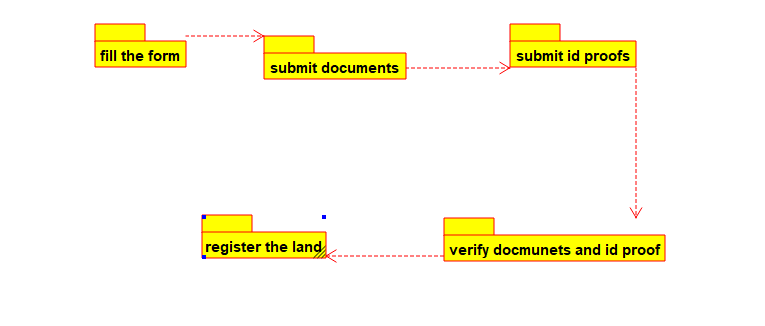 fill the form
submit documents
submit id proofs
register the land
verify docmunets and id proof